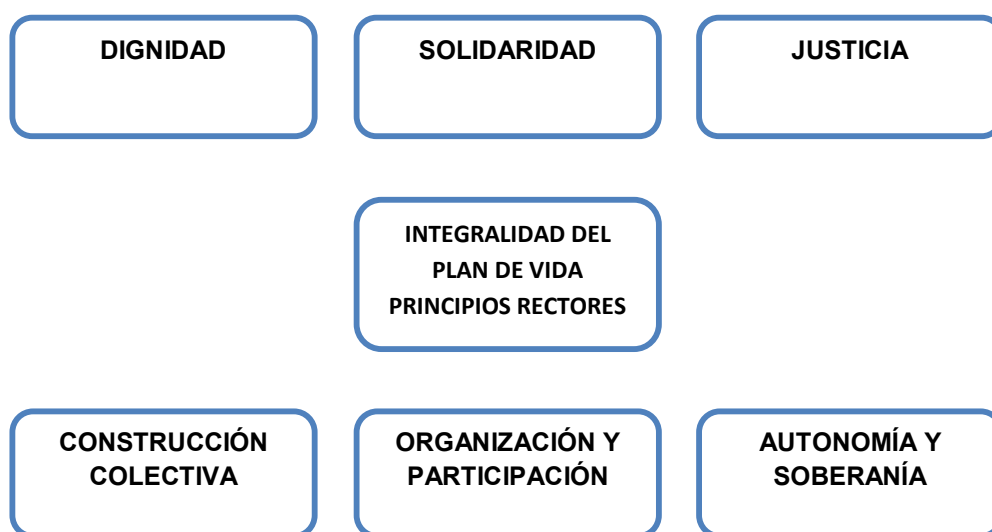 DIGNIDAD
SOLIDARIDAD
JUSTICIA
INTEGRALIDAD DEL
PLAN DE VIDA
PRINCIPIOS RECTORES
CONSTRUCCIÓN
COLECTIVA
ORGANIZACIÓN Y
PARTICIPACIÓN
AUTONOMÍA Y
SOBERANÍA